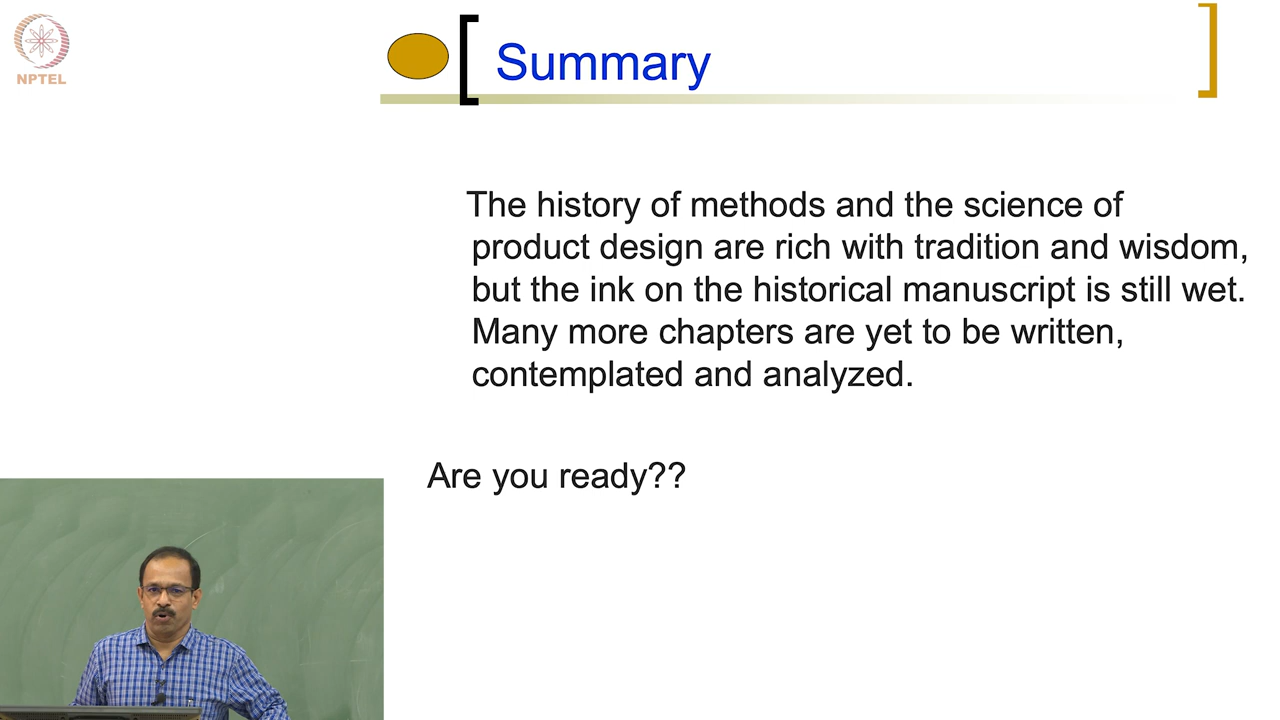 NPTEL
Summary
The history of methods and the science of
product design are rich with tradition and wisdom,
but the ink on the historical manuscript is still wet.
Many more chapters are yet to be written,
contemplated and analyzed.
Are you ready??